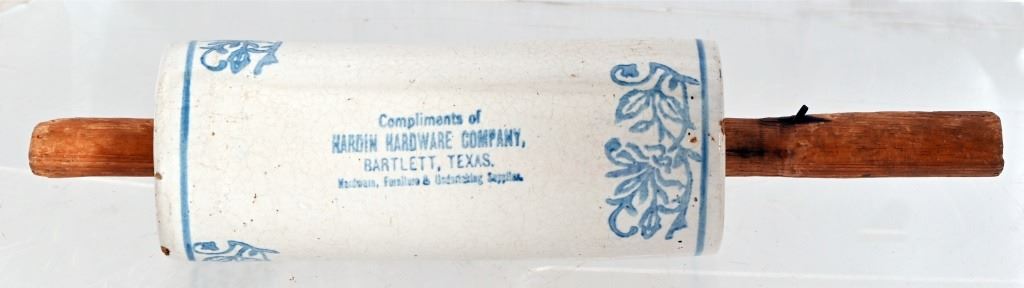 Compliments of
HARDIN HARDWARE COMPANY,
BARTLETT, TEXAS.
Hardware, Furniture & Undertaking Supplies.